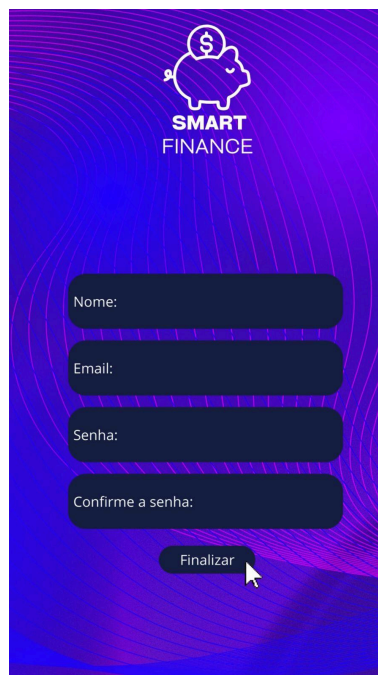 $
SMART
FINANCE
Nome:
Email:
Senha:
Confirme a senha:
Finalizar